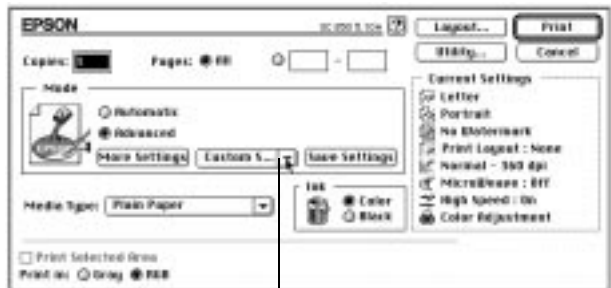 EPSON
Layout... Print
Utility... Cancel
Copies: Pages: All -
Mode
Automatic
Advanced
More Settings Custom S... Save Settings
Media Type: Plain Paper
Ink
Color
Black
Current Settings
Letter
Portrait
No Watermark
Print Layout : None
Normal - 360 dpi
MicroWeave : Off
High Speed : On
Color Adjustment
Print Selected Area
Print in: Gray RGB